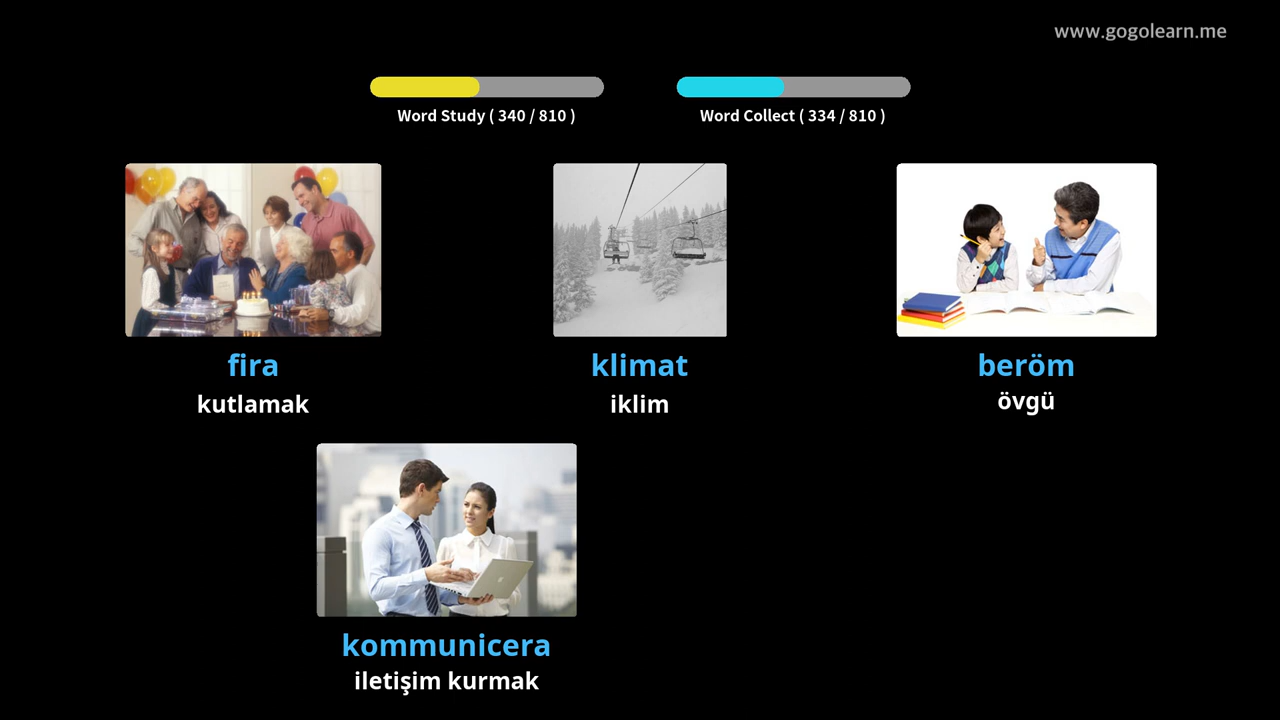 www.gogolearn.me
Word Study ( 340 / 810 )
Word Collect ( 334 / 810 )
fira
kutlamak
klimat
iklim
beröm
övgü
kommunicera
iletişim kurmak